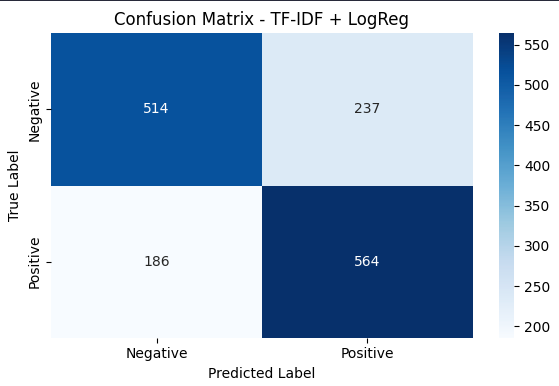 Confusion Matrix - TF-IDF + LogReg
True Label
Negative
Positive
514
237
186
564
Negative
Positive
Predicted Label
550
500
450
400
350
300
250
200